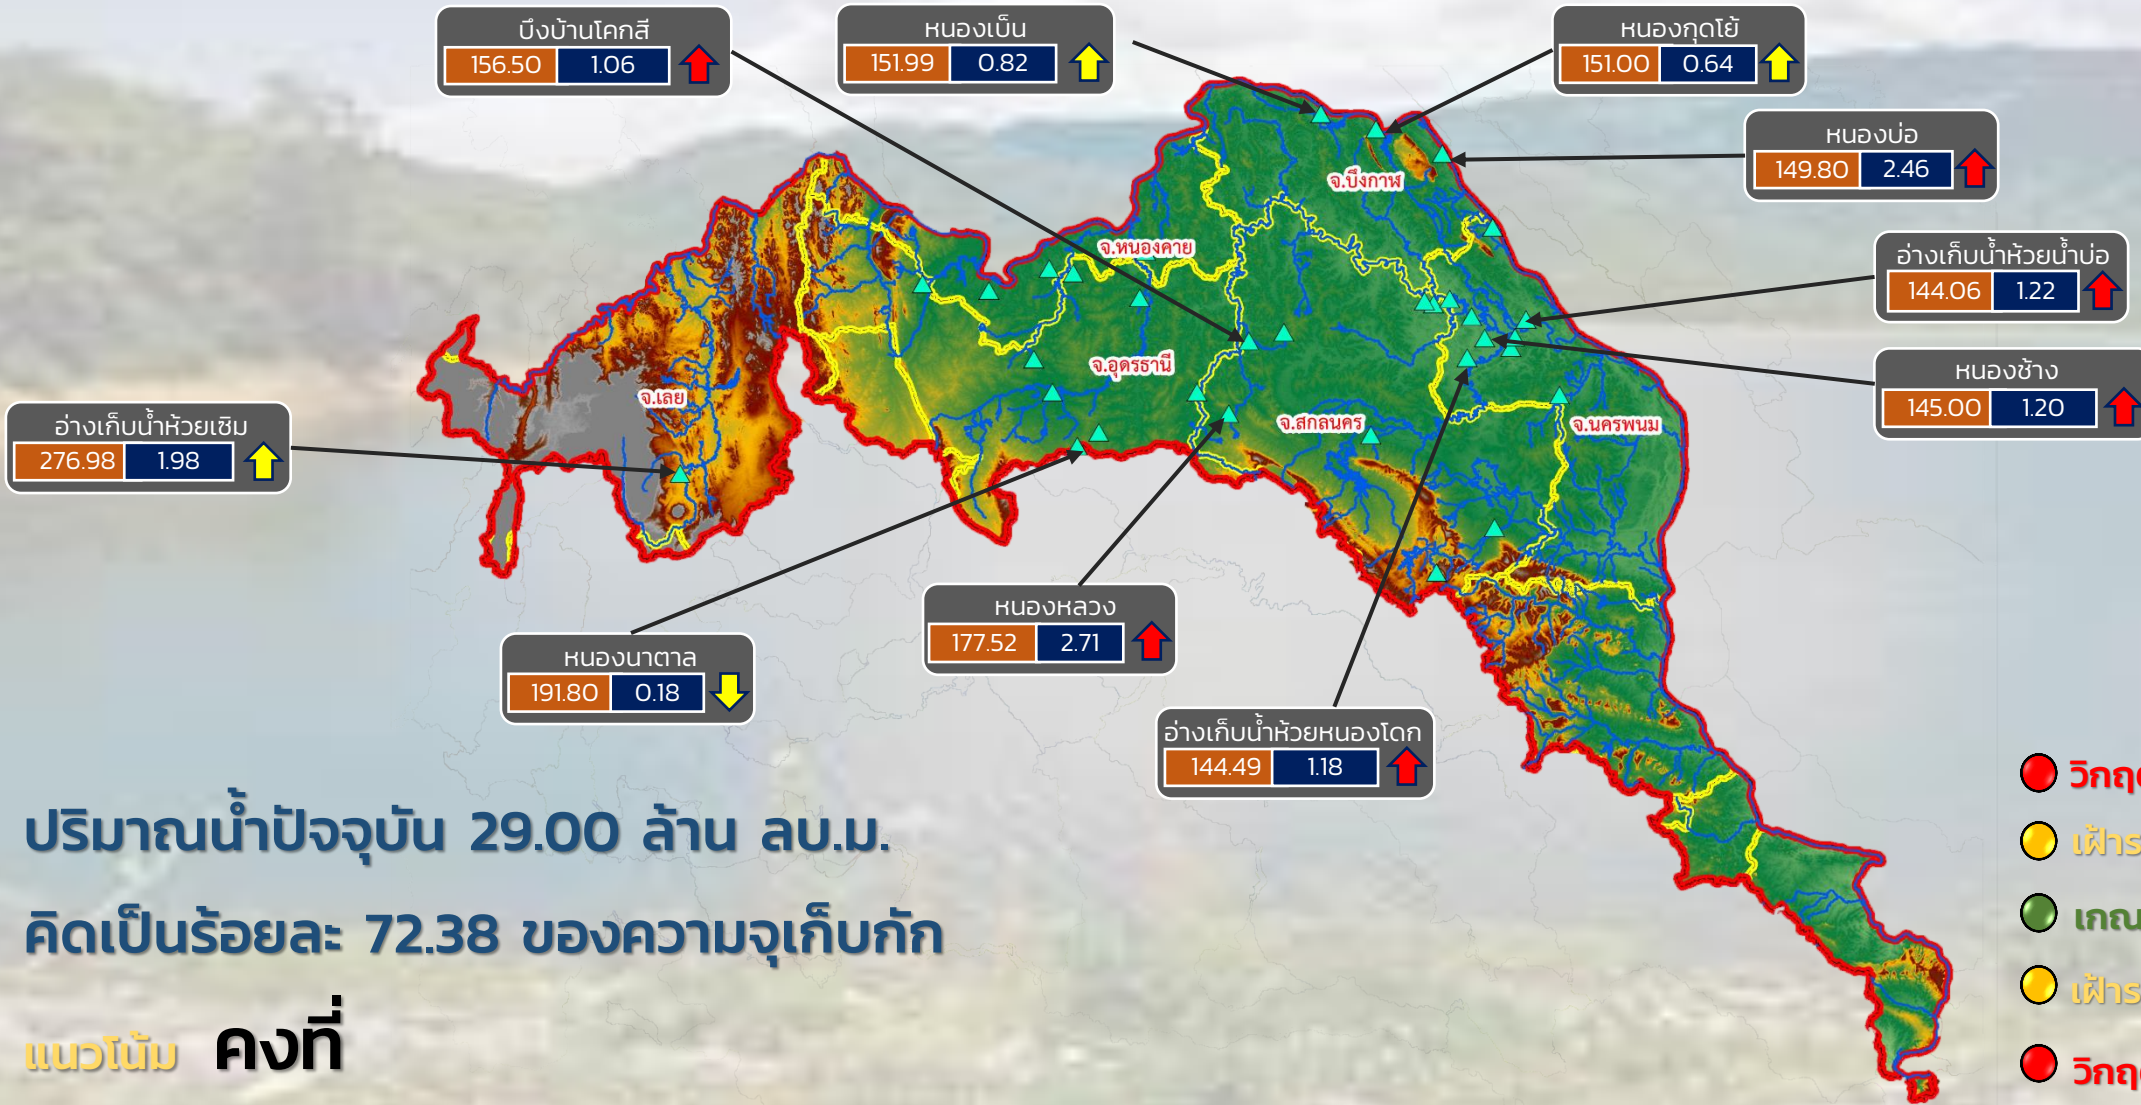 บึงบ้านโคกสี
156.50 1.06
หนองเบ็น
151.99 0.82
หนองกุดโย้
151.00 0.64
หนองบ่อ
149.80 2.46
อ่างเก็บน้ำห้วยน้ำบ่อ
144.06 1.22
หนองช้าง
145.00 1.20
อ่างเก็บน้ำห้วยเซิม
276.98 1.98
หนองนาตาล
191.80 0.18
หนองหลวง
177.52 2.71
อ่างเก็บน้ำห้วยหนองโดก
144.49 1.18
จ.บึงกาฬ
จ.หนองคาย
จ.อุดรธานี
จ.เลย
จ.สกลนคร
จ.นครพนม
ปริมาณน้ำปัจจุบัน 29.00 ล้าน ลบ.ม.
คิดเป็นร้อยละ 72.38 ของความจุเก็บกัก
แนวโน้ม คงที่